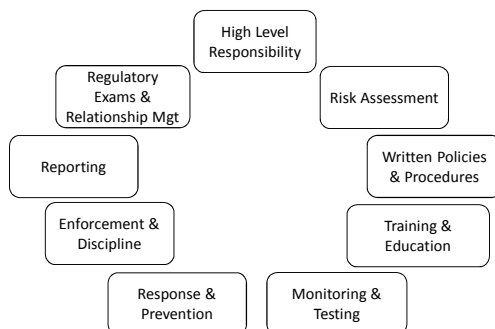 High Level
Responsibility
Regulatory
Exams &
Relationship Mgt
Risk Assessment
Reporting
Written Policies
& Procedures
Enforcement &
Discipline
Training &
Education
Response &
Prevention
Monitoring &
Testing